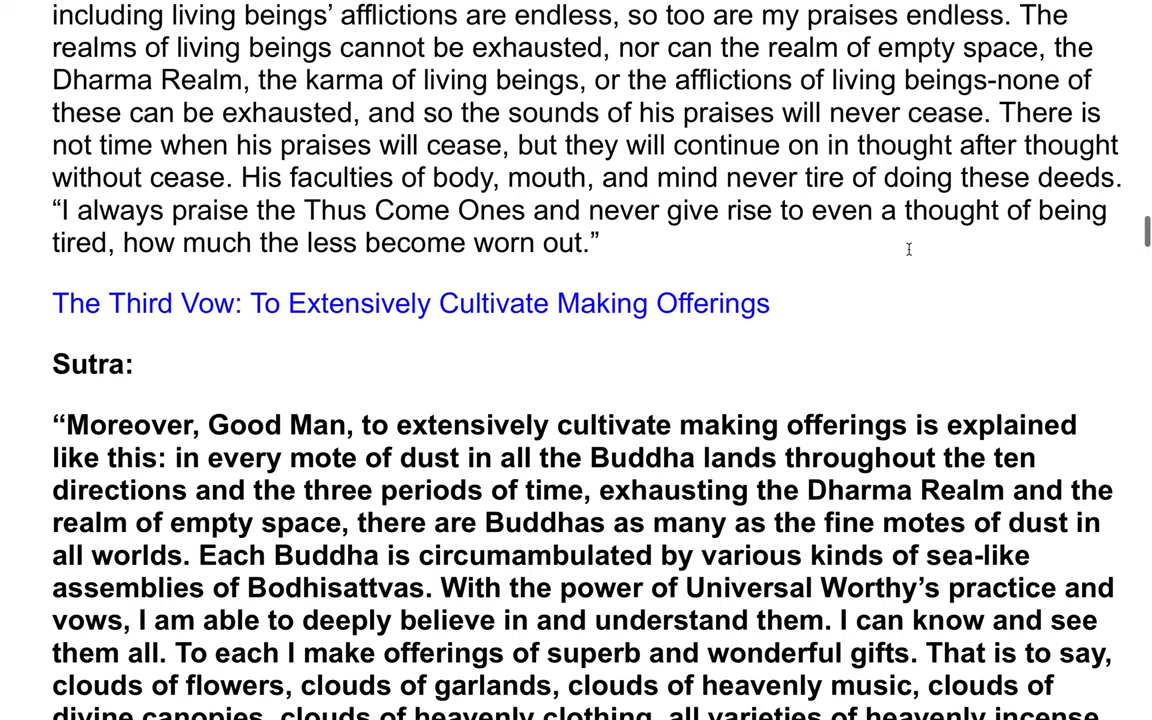 including living beings’ afflictions are endless, so too are my praises endless. The
realms of living beings cannot be exhausted, nor can the realm of empty space, the
Dharma Realm, the karma of living beings, or the afflictions of living beings-none of
these can be exhausted, and so the sounds of his praises will never cease. There is
not time when his praises will cease, but they will continue on in thought after thought
without cease. His faculties of body, mouth, and mind never tire of doing these deeds.
“I always praise the Thus Come Ones and never give rise to even a thought of being
tired, how much the less become worn out.”
The Third Vow: To Extensively Cultivate Making Offerings
Sutra:
“Moreover, Good Man, to extensively cultivate making offerings is explained
like this: in every mote of dust in all the Buddha lands throughout the ten
directions and the three periods of time, exhausting the Dharma Realm and the
realm of empty space, there are Buddhas as many as the fine motes of dust in
all worlds. Each Buddha is circumambulated by various kinds of sea-like
assemblies of Bodhisattvas. With the power of Universal Worthy’s practice and
vows, I am able to deeply believe in and understand them. I can know and see
them all. To each I make offerings of superb and wonderful gifts. That is to say,
clouds of flowers, clouds of garlands, clouds of heavenly music, clouds of
divine canopies, clouds of heavenly clothing, all varieties of heavenly incense,